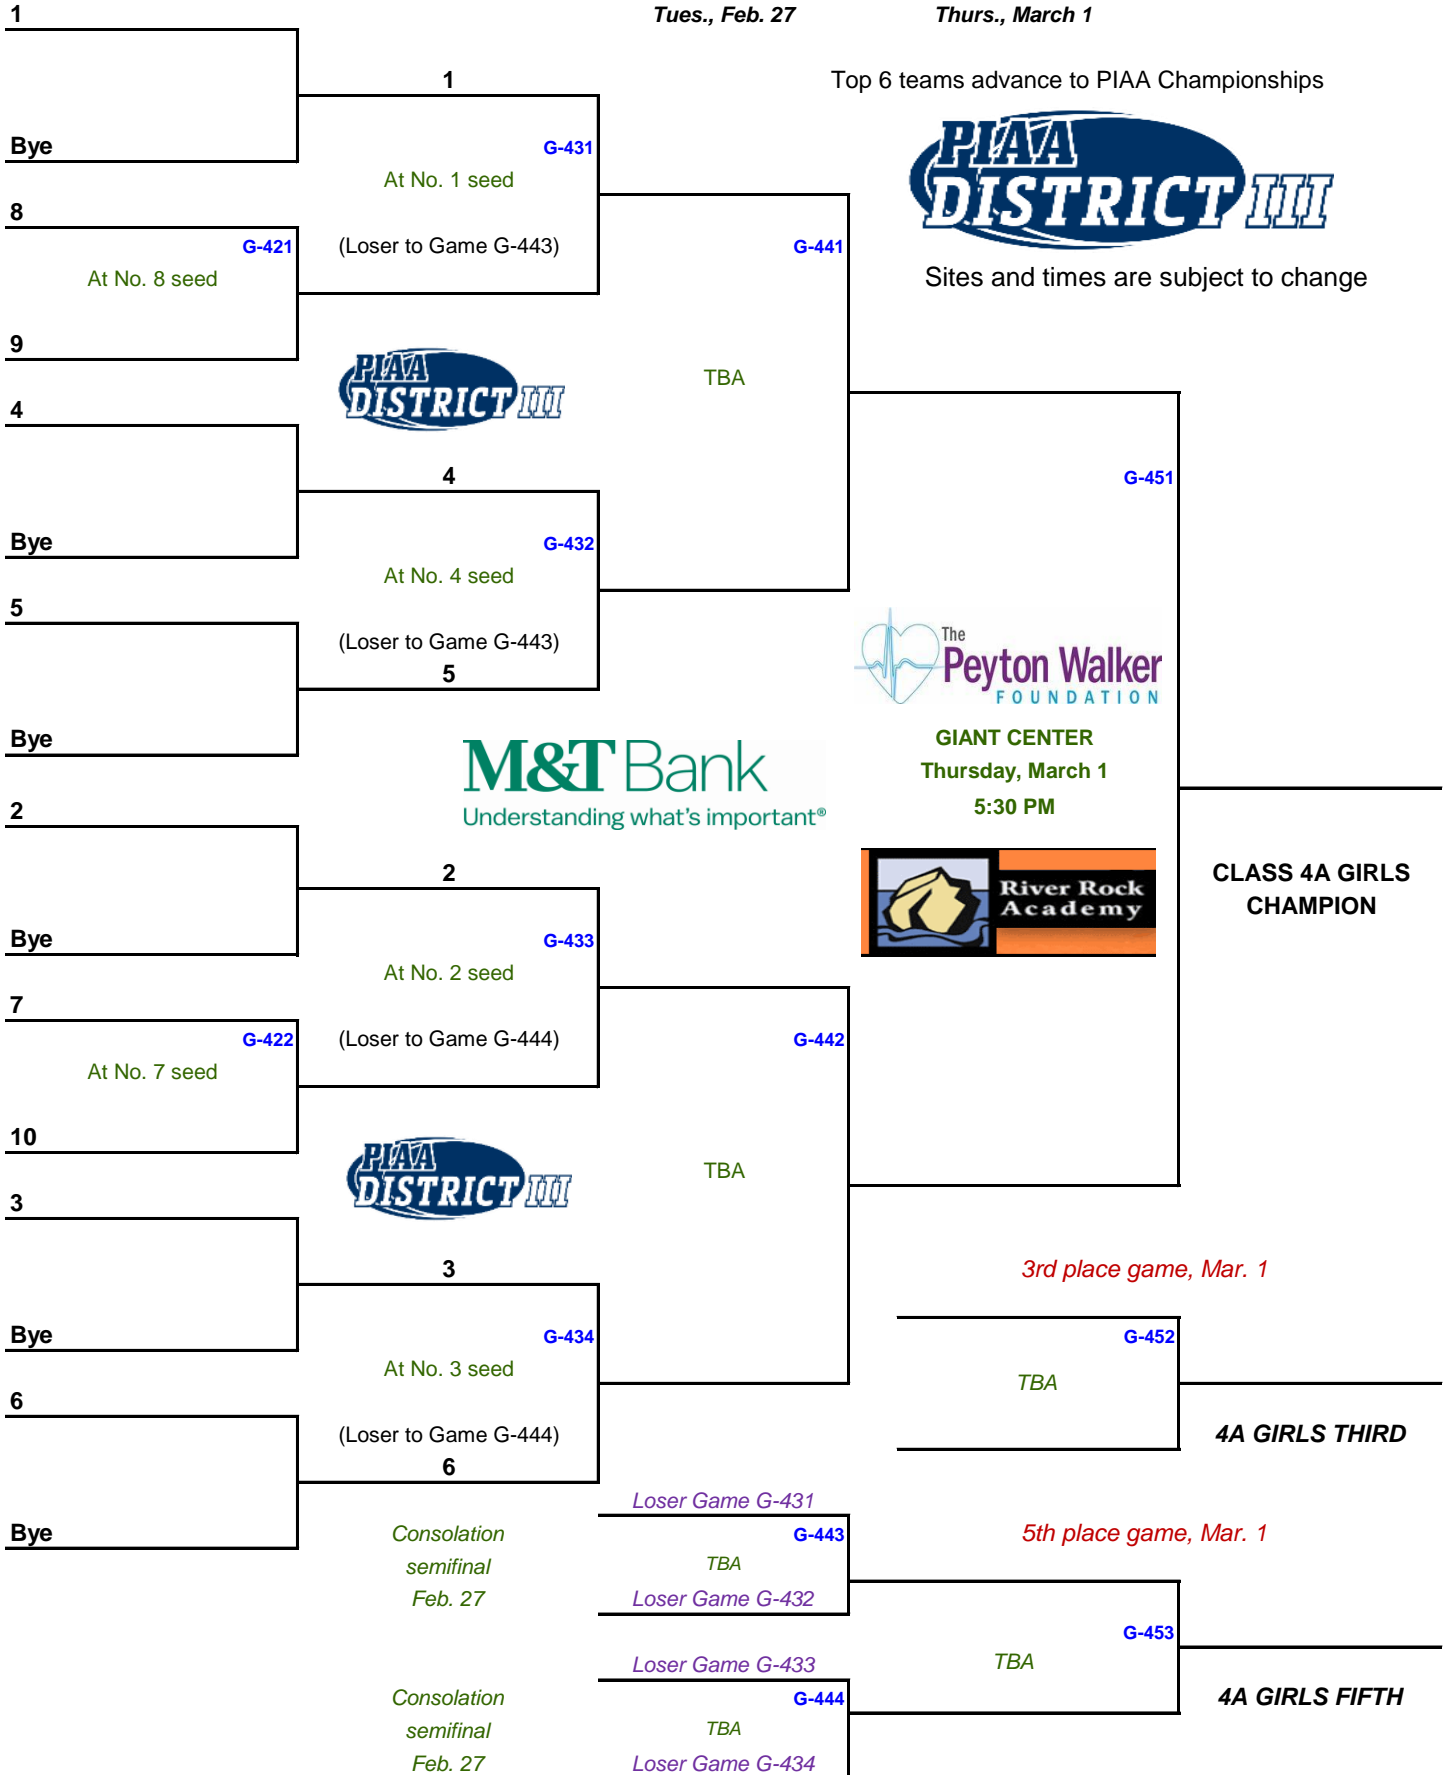 1
Tues., Feb. 27
Thurs., March 1
1
Top 6 teams advance to PIAA Championships
PIAA
DISTRICT III
Bye
G-431
At No. 1 seed
8
G-421
(Loser to Game G-443)
G-441
At No. 8 seed
Sites and times are subject to change
9
PIAA
DISTRICT III
TBA
4
4
G-451
Bye
G-432
At No. 4 seed
5
(Loser to Game G-443)
5
The
Peyton Walker
FOUNDATION
Bye
M&T Bank
Understanding what's important®
GIANT CENTER
Thursday, March 1
5:30 PM
2
2
River Rock
Academy
CLASS 4A GIRLS
CHAMPION
Bye
G-433
At No. 2 seed
7
G-422
(Loser to Game G-444)
G-442
At No. 7 seed
10
PIAA
DISTRICT III
TBA
3
3
3rd place game, Mar. 1
Bye
G-434
G-452
At No. 3 seed
TBA
6
(Loser to Game G-444)
4A GIRLS THIRD
6
Loser Game G-431
Bye
Consolation
semifinal
Feb. 27
G-443
TBA
Loser Game G-432
5th place game, Mar. 1
G-453
Loser Game G-433
TBA
Consolation
semifinal
Feb. 27
G-444
TBA
Loser Game G-434
4A GIRLS FIFTH